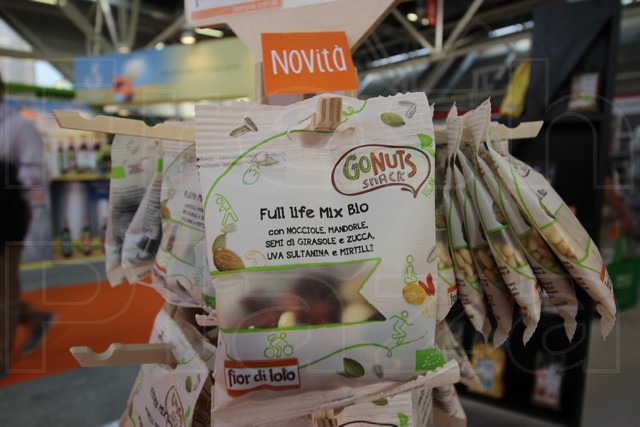 NOVITà
GONUTS
SNACK
Full life Mix Bio
con NOCCIOLE, MANDORLE,
SEMI di GIRASOLE e ZUCCA,
UVA SULTANINA e MIRTILLI
fior di loto